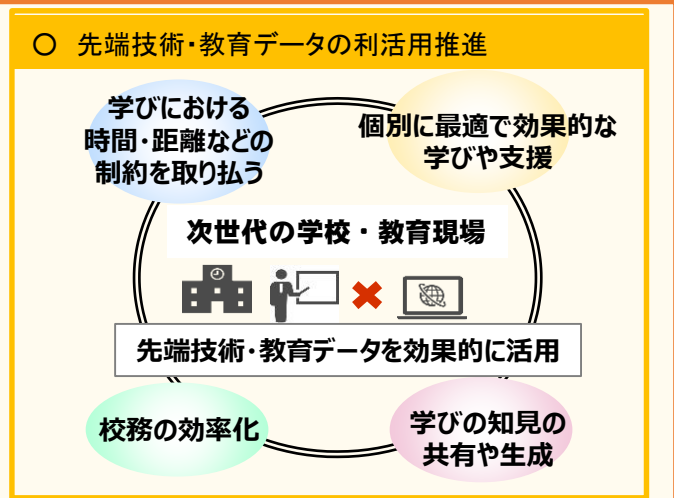 ○ 先端技術・教育データの利活用推進
学びにおける
時間・距離などの
制約を取り払う
個別に最適で効果的な
学びや支援
次世代の学校・教育現場
先端技術・教育データを効果的に活用
校務の効率化
学びの知見の
共有や生成